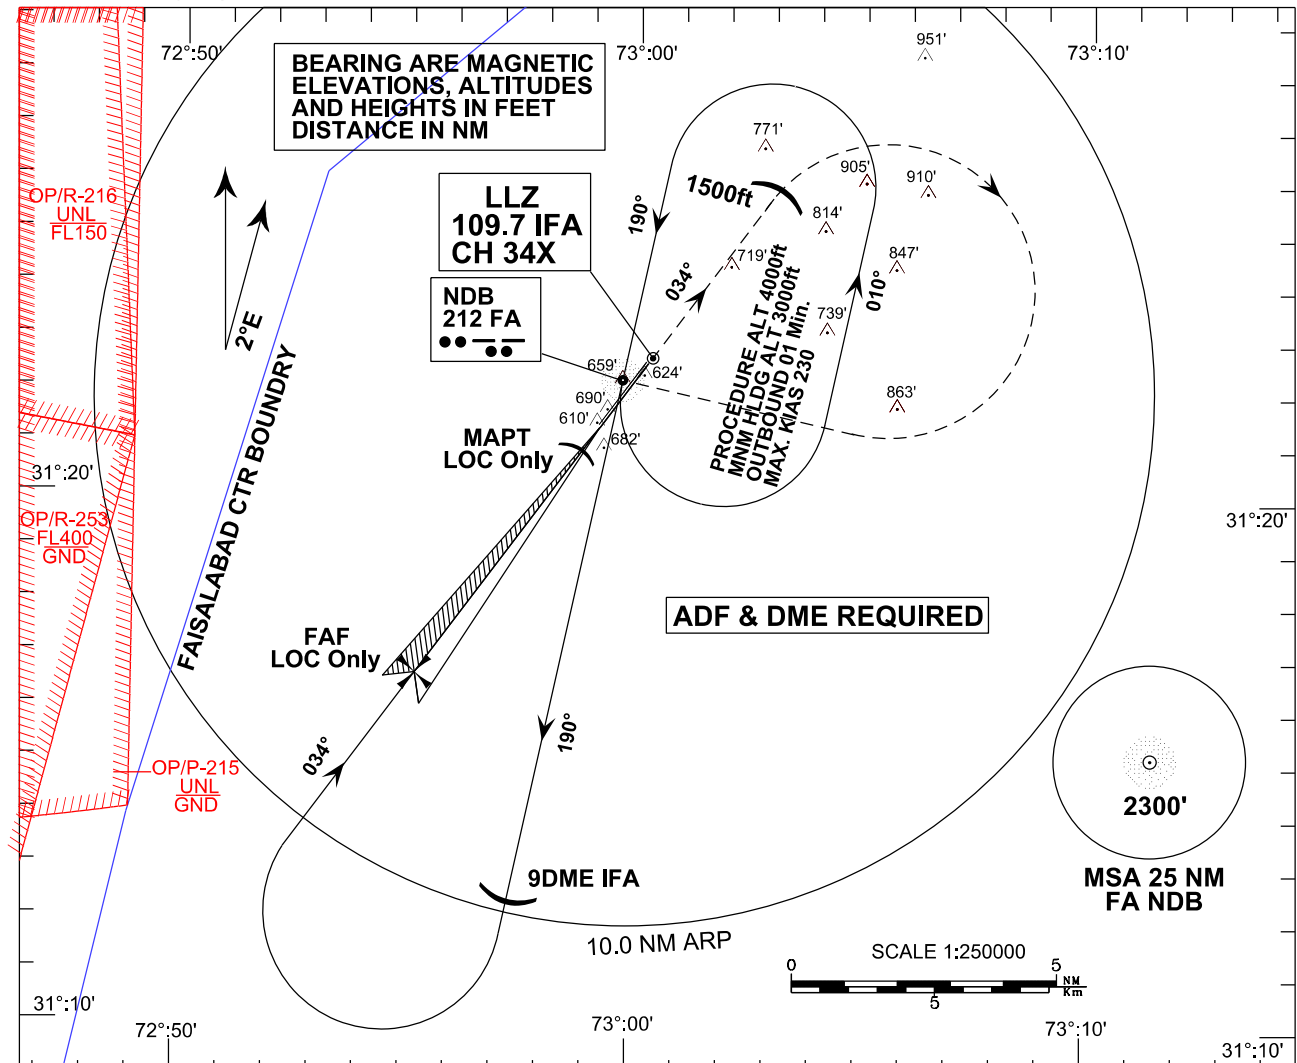 72°:50'
73°:00'
73°:10'
951'
BEARING ARE MAGNETIC
ELEVATIONS, ALTITUDES
AND HEIGHTS IN FEET
DISTANCE IN NM
771'
905'
910'
1500ft
LLZ
109.7 IFA
CH 34X
190°
814'
OP/R-216
UNL
FL150
719'
847'
034°
010°
NDB
212 FA
739'
2°E
PROCEDURE ALT 4000ft
MNM HLDG ALT 3000ft
OUTBOUND 01 Min.
MAX. KIAS 230
659'
624'
690'
610'
682'
863'
MAPT
LOC Only
FAISALABAD CTR BOUNDRY
31°:20'
OP/R-253
FL400
GND
31°:20'
ADF & DME REQUIRED
FAF
LOC Only
190°
034°
OP/P-215
UNL
GND
2300'
MSA 25 NM
FA NDB
9DME IFA
10.0 NM ARP
SCALE 1:250000
0
5
NM
Km
5
31°:10'
72°:50'
73°:00'
73°:10'
31°:10'